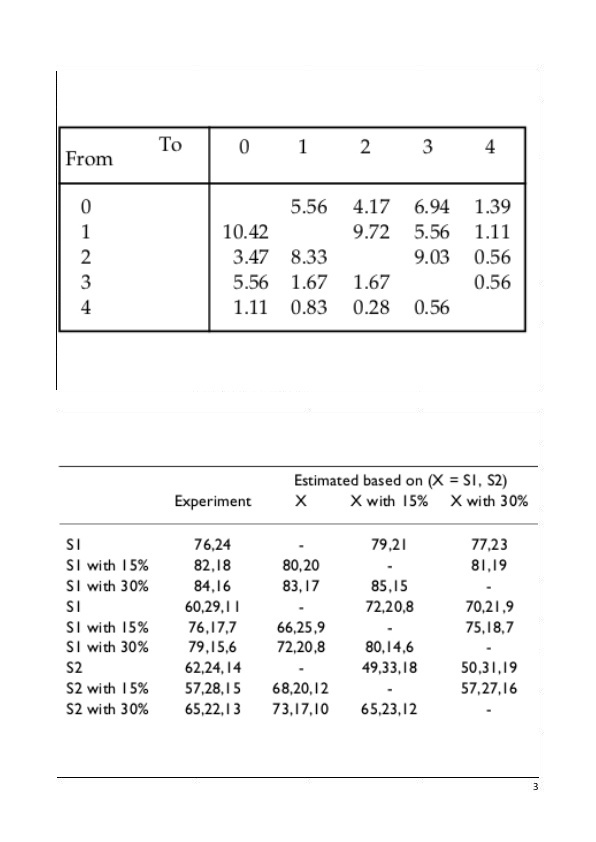 To
From 0 1 2 3 4
0 5.56 4.17 6.94 1.39
1 10.42 9.72 5.56 1.11
2 3.47 8.33 9.03 0.56
3 5.56 1.67 1.67 0.56
4 1.11 0.83 0.28 0.56
Estimated based on (X = S1, S2)
Experiment X X with 15% X with 30%
S1 76,24 - 79,21 77,23
S1 with 15% 82,18 80,20 - 81,19
S1 with 30% 84,16 83,17 85,15 -
S1 60,29,11 - 72,20,8 70,21,9
S1 with 15% 76,17,7 66,25,9 - 75,18,7
S1 with 30% 79,15,6 72,20,8 80,14,6 -
S2 62,24,14 - 49,33,18 50,31,19
S2 with 15% 57,28,15 68,20,12 - 57,27,16
S2 with 30% 65,22,13 73,17,10 65,23,12 -
3